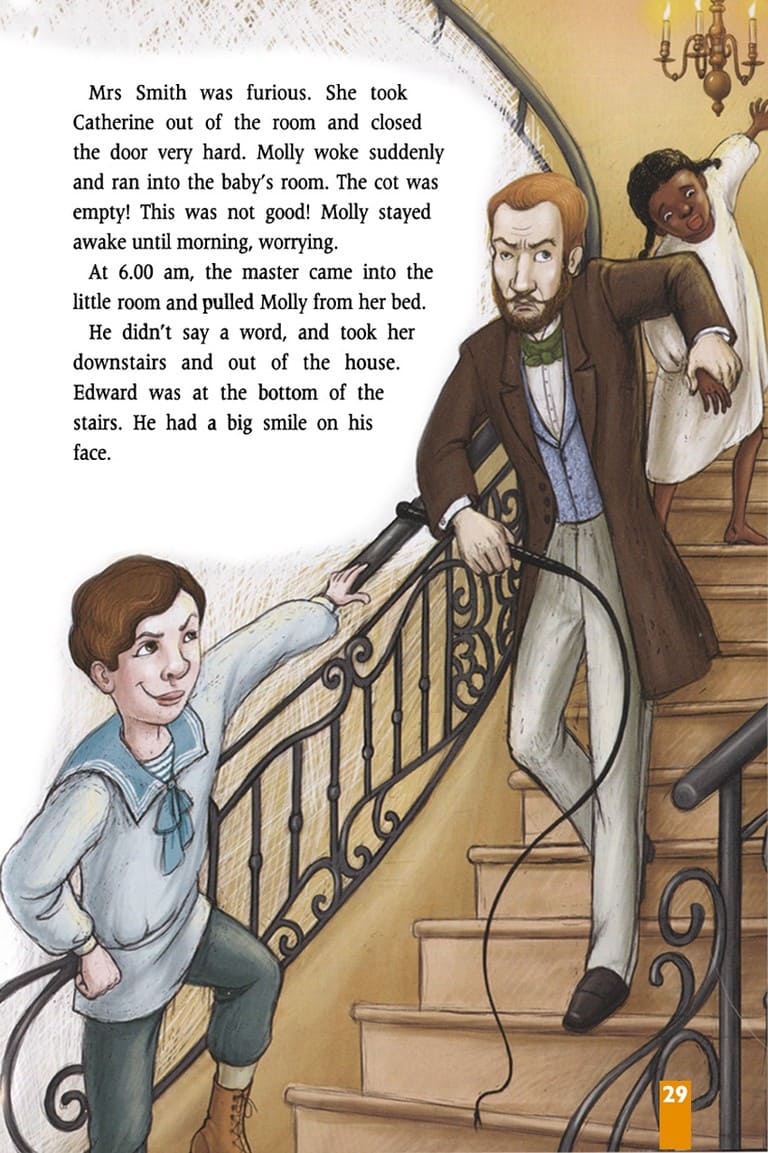 Mrs Smith was furious. She took
Catherine out of the room and closed
the door very hard. Molly woke suddenly
and ran into the baby's room. The cot was
empty! This was not good! Molly stayed
awake until morning, worrying.
At 6.00 am, the master came into the
little room and pulled Molly from her bed.
He didn't say a word, and took her
downstairs and out of the house.
Edward was at the bottom of the
stairs. He had a big smile on his
face.
29